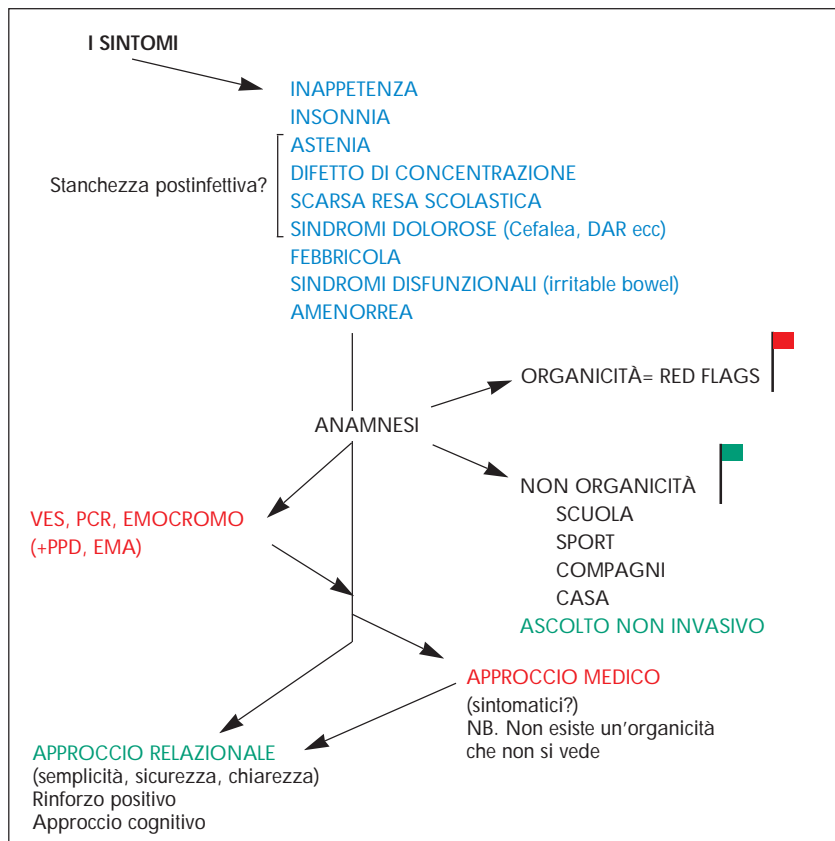 I SINTOMI
INAPPETENZA
INSONNIA
ASTENIA
DIFETTO DI CONCENTRAZIONE
Stanchezza postinfettiva?
SCARSA RESA SCOLASTICA
SINDROMI DOLOROSE (Cefalea, DAR ecc)
FEBBRICOLA
SINDROMI DISFUNZIONALI (irritable bowel)
AMENORREA
ORGANICITÀ= RED FLAGS
ANAMNESI
NON ORGANICITÀ
SCUOLA
SPORT
COMPAGNI
CASA
ASCOLTO NON INVASIVO
VES, PCR, EMOCROMO
(+PPD, EMA)
APPROCCIO MEDICO
(sintomatici?)
NB. Non esiste un'organicità
che non si vede
APPROCCIO RELAZIONALE
(semplicità, sicurezza, chiarezza)
Rinforzo positivo
Approccio cognitivo